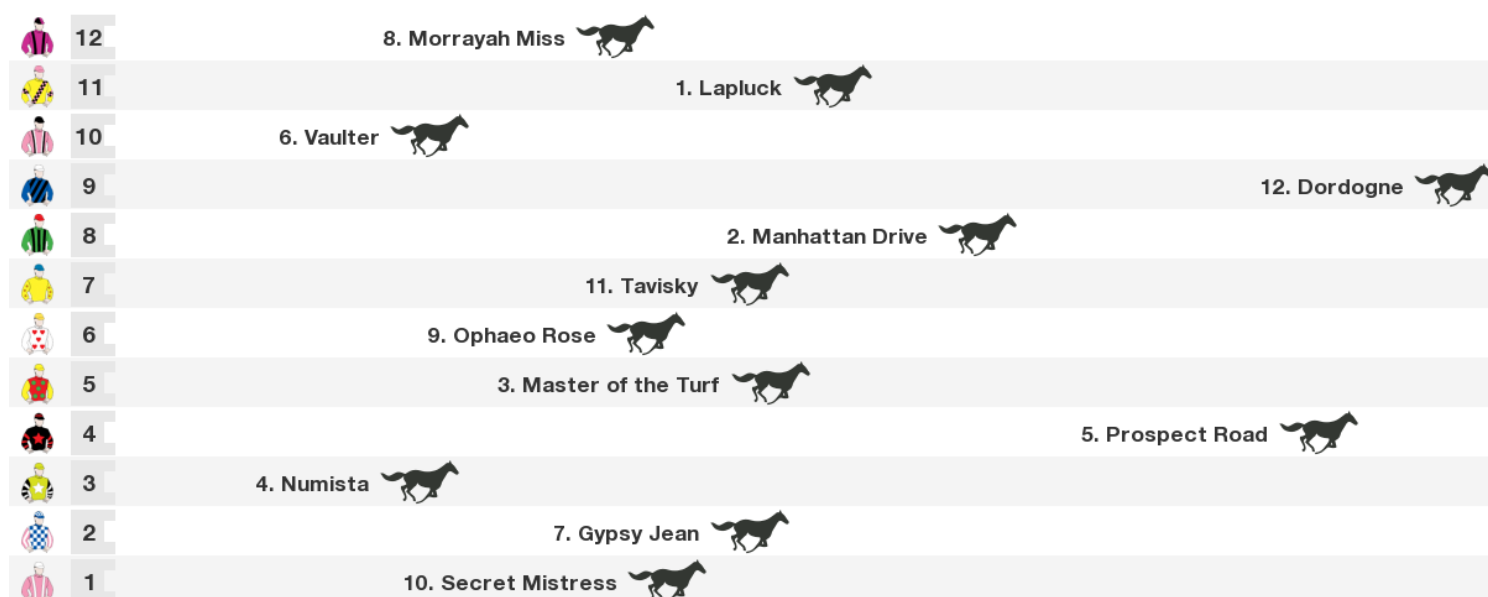 12 8. Morrayah Miss
11 1. Lapluck
10 6. Vaulter
9 12. Dordogne
8 2. Manhattan Drive
7 11. Tavisky
6 9. Ophaeo Rose
5 3. Master of the Turf
4 5. Prospect Road
3 4. Numista
2 7. Gypsy Jean
1 10. Secret Mistress